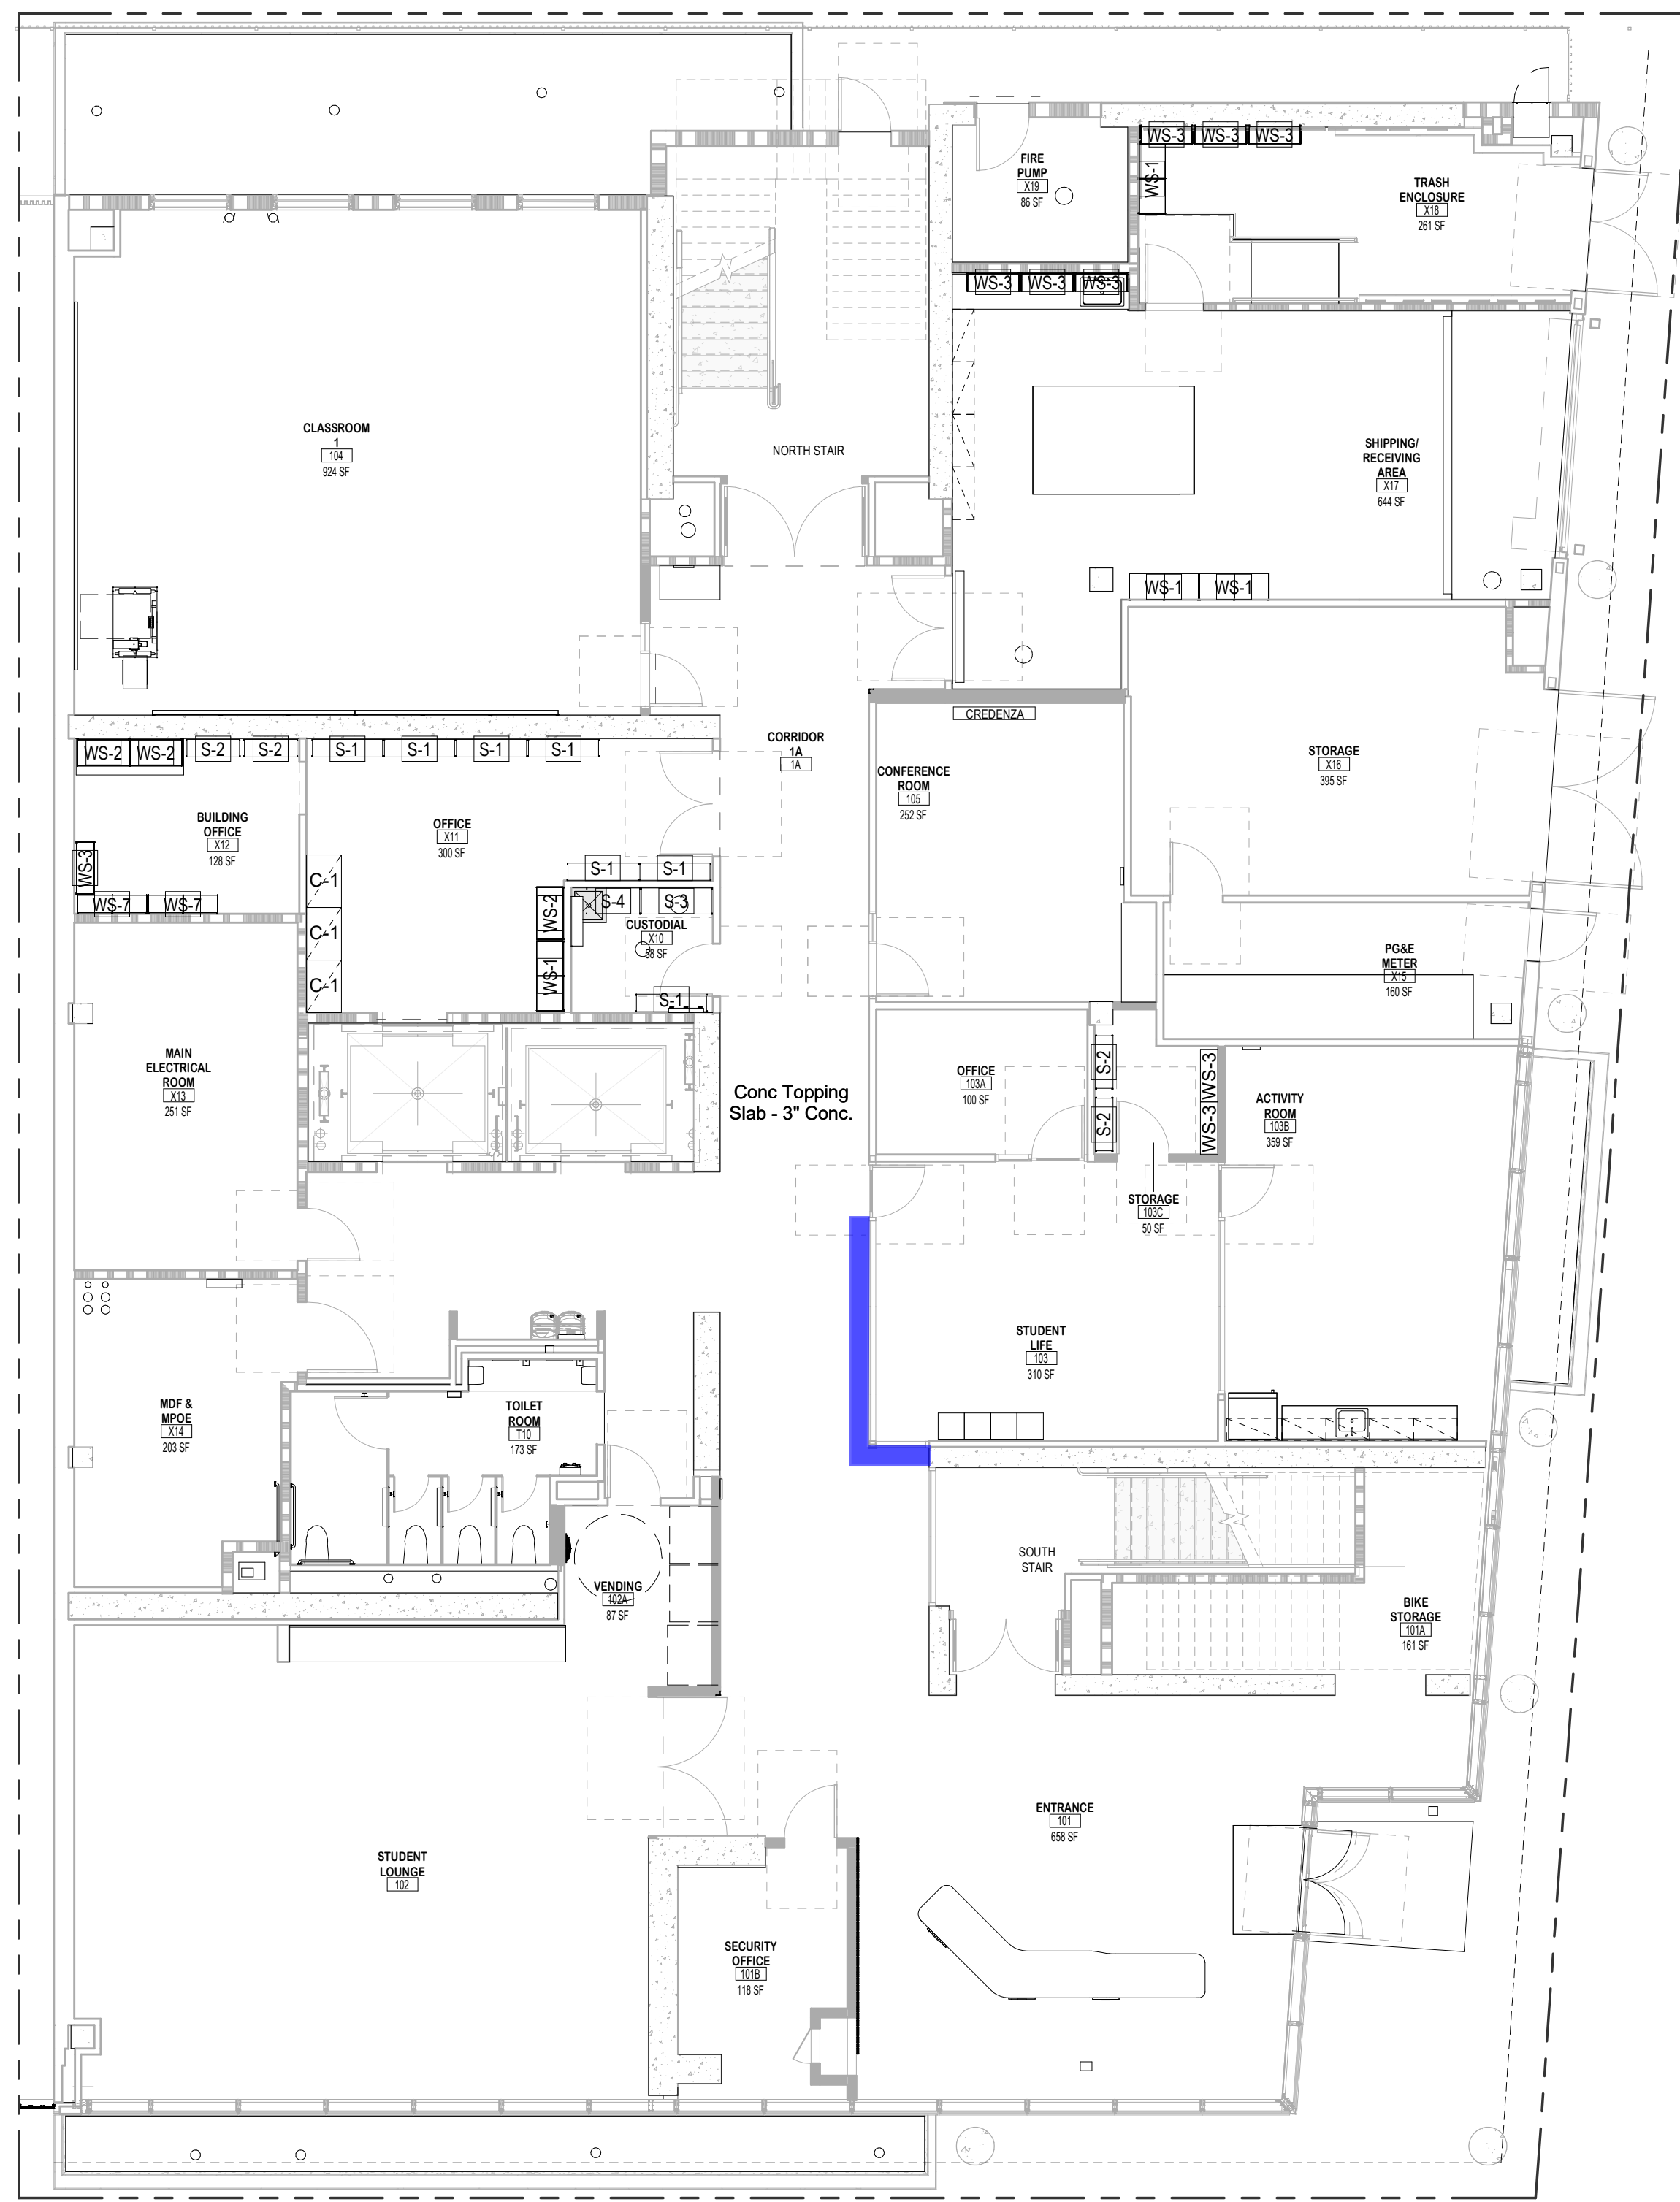 FIRE
PUMP
X19
86 SF
WS-3
WS-3
WS-3
WS-1
TRASH
ENCLOSURE
X18
261 SF
WS-3
WS-3
WS-3
CLASSROOM
1
104
924 SF
NORTH STAIR
SHIPPING/
RECEIVING
AREA
X17
644 SF
WS-1
WS-1
CREDENZA
WS-2
WS-2
S-2
S-2
S-1
S-1
S-1
S-1
CORRIDOR
1A
1A
CONFERENCE
ROOM
105
252 SF
STORAGE
X16
395 SF
BUILDING
OFFICE
X12
128 SF
OFFICE
X11
300 SF
WS-3
WS-7
WS-7
C-1
C-1
C-1
S-1
S-1
WS-2
WS-1
S-4
S-3
CUSTODIAL
X10
58 SF
S-1
PG&E
METER
X15
160 SF
MAIN
ELECTRICAL
ROOM
X13
251 SF
Conc Topping
Slab - 3" Conc.
OFFICE
103A
100 SF
S-2
S-2
WS-3
WS-3
ACTIVITY
ROOM
103B
359 SF
STORAGE
103C
50 SF
STUDENT
LIFE
103
310 SF
MDF &
MPOE
X14
203 SF
TOILET
ROOM
T10
173 SF
SOUTH
STAIR
VENDING
102A
87 SF
BIKE
STORAGE
101A
161 SF
ENTRANCE
101
658 SF
STUDENT
LOUNGE
102
SECURITY
OFFICE
101B
118 SF